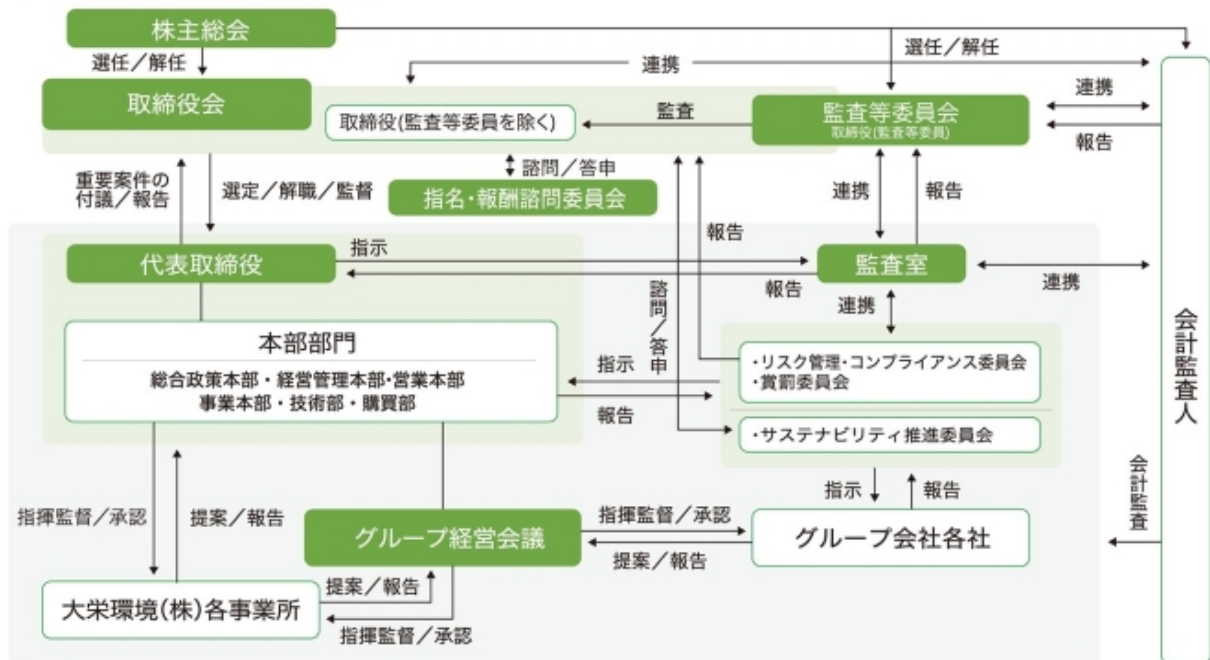 株主総会
選任／解任
選任／解任
連携
取締役会
取締役(監査等委員を除く)
監査
監査等委員会
取締役(監査等委員)
連携
報告
重要案件の
付議／報告
選定／解職／監督
諮問／答申
指名・報酬諮問委員会
連携
報告
報告
代表取締役
指示
報告
監査室
連携
連携
諮問／答申
会計監査人
本部部門
総合政策本部・経営管理本部・営業本部
事業本部・技術部・購買部
指示
報告
・リスク管理・コンプライアンス委員会
・賞罰委員会
・サステナビリティ推進委員会
指揮監督／承認
提案／報告
指示
報告
会計監査
グループ経営会議
指揮監督／承認
提案／報告
グループ会社各社
大栄環境(株)各事業所
提案／報告
指揮監督／承認